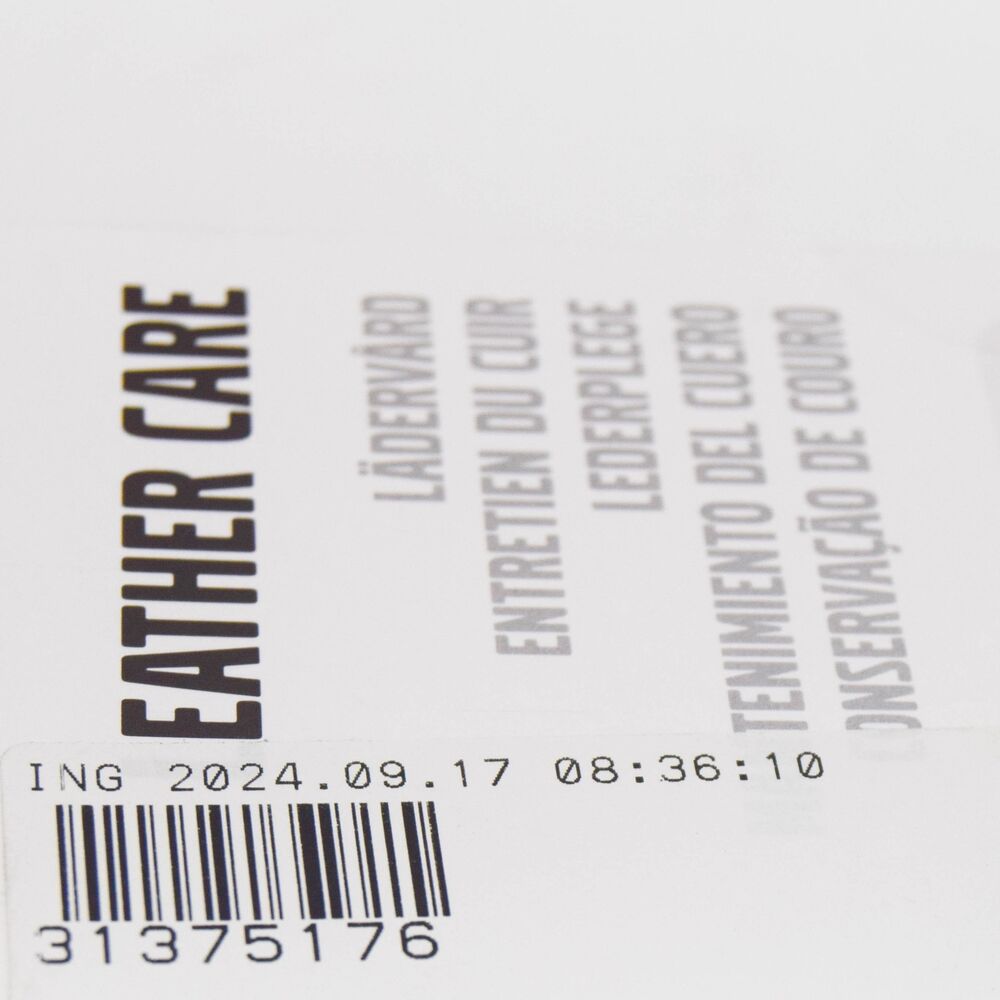 EATHER CARE
LÄDERVÅRD
ENTRETIEN DU CUIR
LEDERPLEGE
TENIMIENTO DEL CUERO
ONSERVAÇÃO DE COURO
ING 2024.09.17 08:36:10
31375176